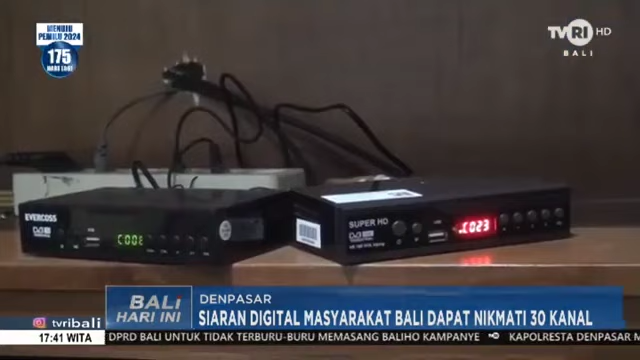 MENUJU
PEMILU 2024
175
HARI LAGI
TVRI HD
BALI
EVERCOSS
SUPER HD
C023
BALI
HARI INI
DENPASAR
SIARAN DIGITAL MASYARAKAT BALI DAPAT NIKMATI 30 KANAL
tvribali
17:41 WITA
DPRD BALI UNTUK TIDAK TERBURU-BURU MEMASANG BALIHO KAMPANYE
KAPOLRESTA DENPASAR M